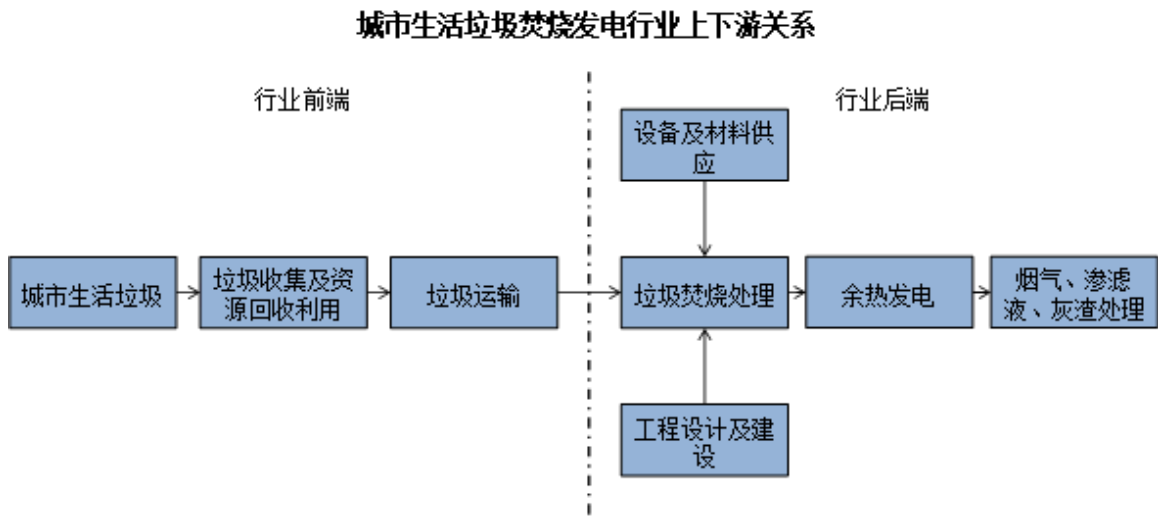 城市生活垃圾焚烧发电行业上下游关系
行业前端
行业后端
设备及材料供
应
城市生活垃圾
垃圾收集及资
源回收利用
垃圾运输
垃圾焚烧处理
余热发电
烟气、渗滤
液、灰渣处理
工程设计及建
设